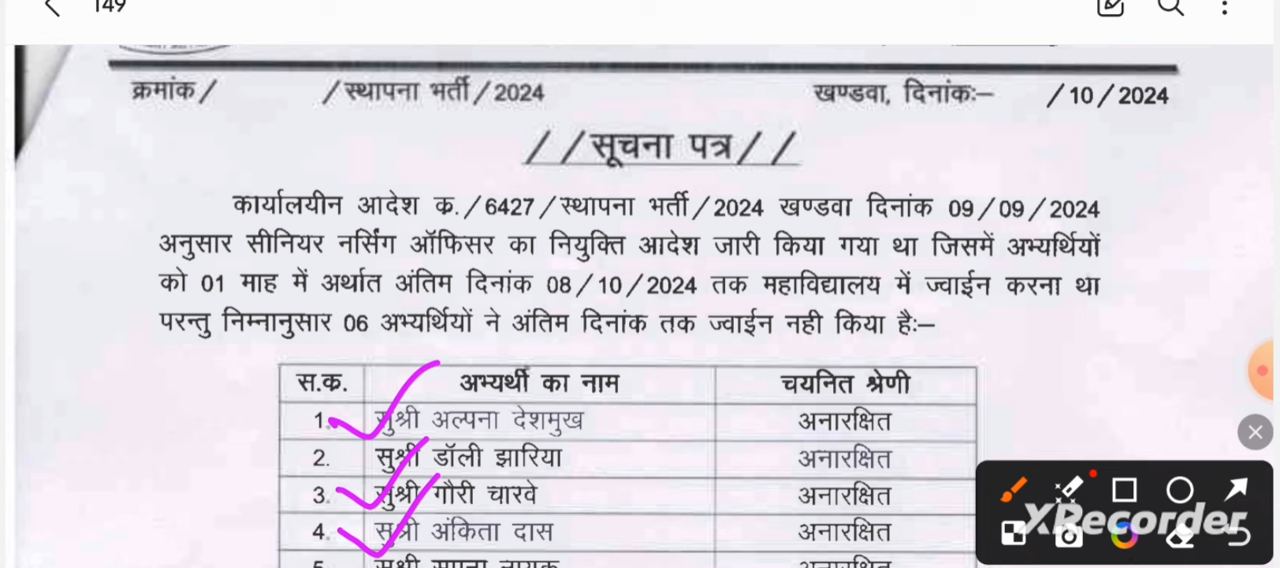 149
क्रमांक/ /स्थापना भर्ती/2024 खण्डवा, दिनांकः– /10/2024
//सूचना पत्र//
कार्यालयीन आदेश क./6427/स्थापना भर्ती/2024 खण्डवा दिनांक 09/09/2024
अनुसार सीनियर नर्सिंग ऑफिसर का नियुक्ति आदेश जारी किया गया था जिसमें अभ्यर्थियों
को 01 माह में अर्थात अंतिम दिनांक 08/10/2024 तक महाविद्यालय में ज्वाईन करना था
परन्तु निम्नानुसार 06 अभ्यर्थियों ने अंतिम दिनांक तक ज्वाईन नही किया हैः–
स.क. अभ्यर्थी का नाम चयनित श्रेणी
1. सुश्री अल्पना देशमुख अनारक्षित
2. सुश्री डॉली झारिया अनारक्षित
3. सुश्री गौरी चारवे अनारक्षित
4. सुश्री अंकिता दास अनारक्षित
5. सुश्री अनारक्षित
XRecorder